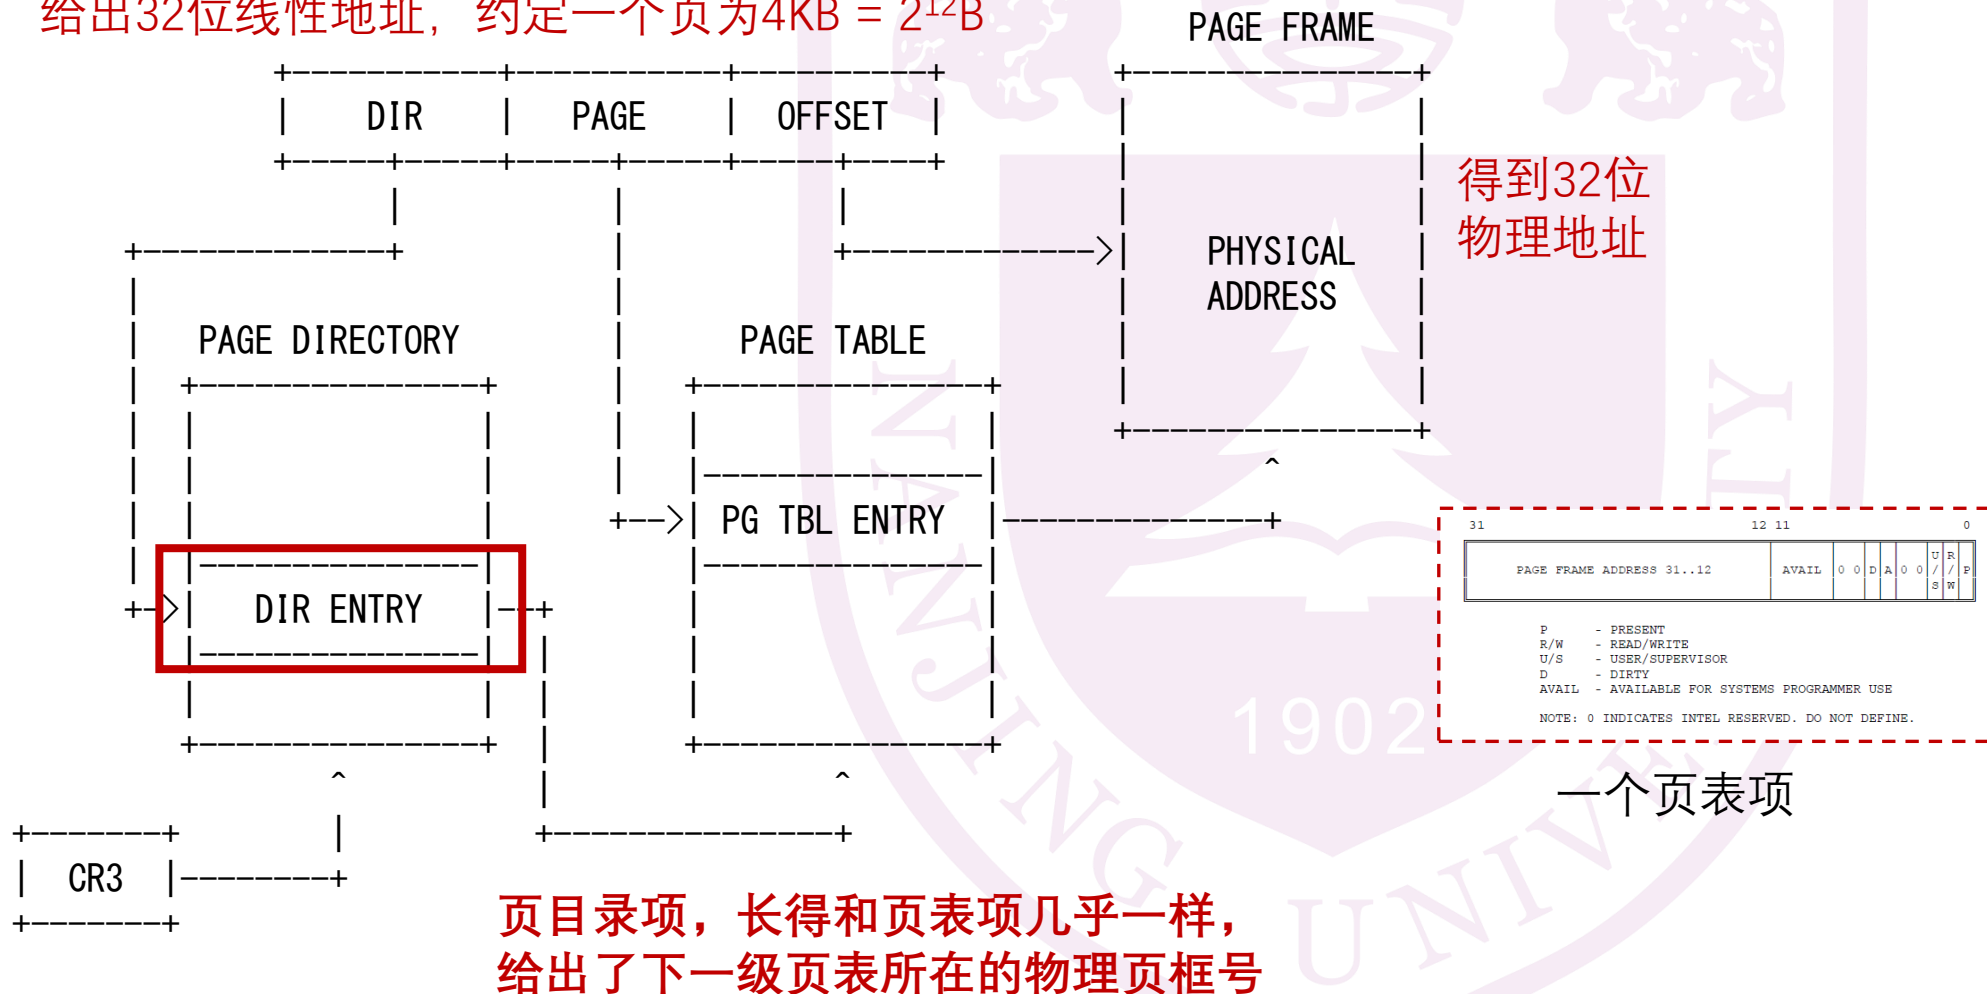 给出32位线性地址，约定一个页为4KB = 2¹²B
PAGE FRAME
DIR | PAGE | OFFSET
得到32位
物理地址
PHYSICAL
ADDRESS
PAGE DIRECTORY
PAGE TABLE
PG TBL ENTRY
DIR ENTRY
CR3
31 12 11 0
PAGE FRAME ADDRESS 31..12 | AVAIL | 0 0 | D | A | 0 0 | U/S | R/W | P
P - PRESENT
R/W - READ/WRITE
U/S - USER/SUPERVISOR
D - DIRTY
AVAIL - AVAILABLE FOR SYSTEMS PROGRAMMER USE
NOTE: 0 INDICATES INTEL RESERVED. DO NOT DEFINE.
一个页表项
页目录项，长得和页表项几乎一样，
给出了下一级页表所在的物理页框号
1902
NANJING UNIVE TY